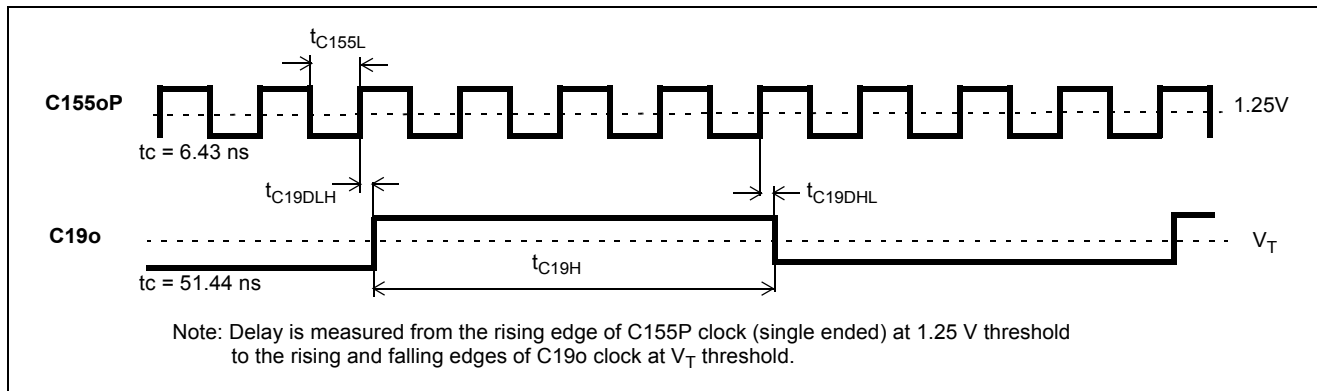 tC155L
C155oP
1.25V
tc = 6.43 ns
tC19DLH
tC19DHL
C19o
VT
tC19H
tc = 51.44 ns
Note: Delay is measured from the rising edge of C155P clock (single ended) at 1.25 V threshold
to the rising and falling edges of C19o clock at VT threshold.